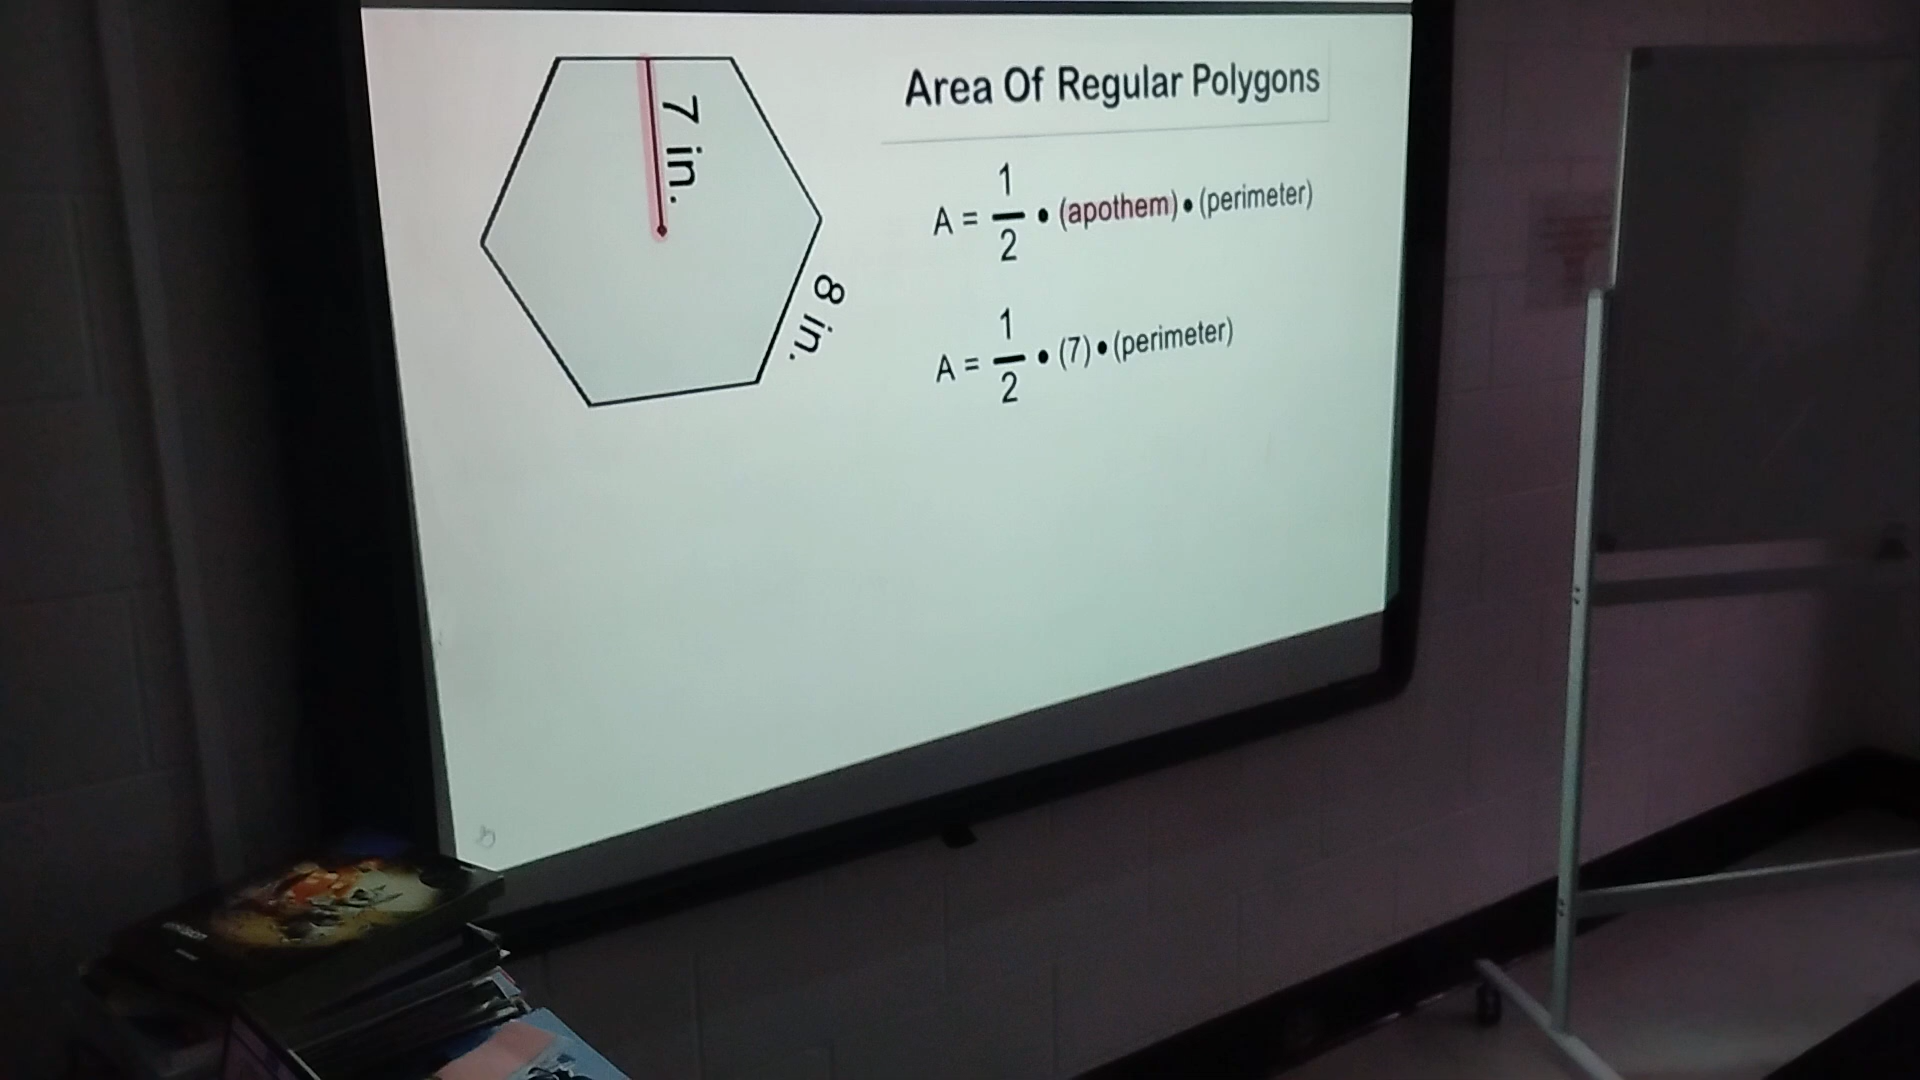 Area Of Regular Polygons
7 in.
8 in.
A = 1/2 • (apothem) • (perimeter)
A = 1/2 • (7) • (perimeter)